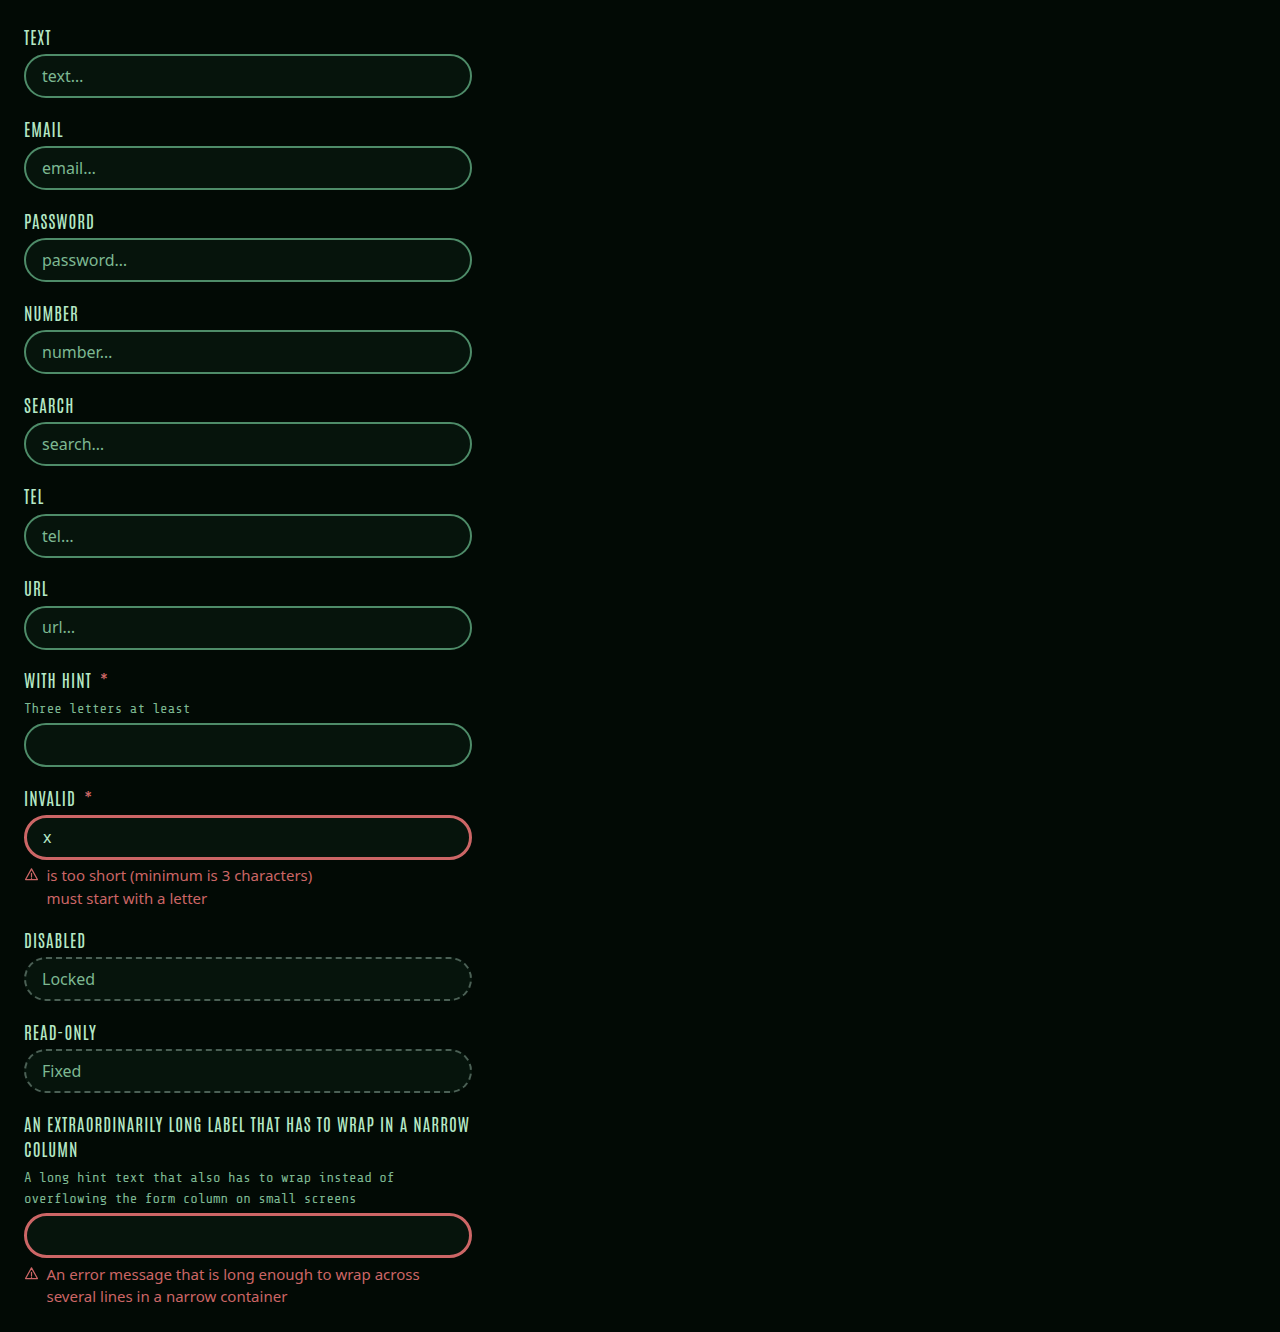 TEXT
text...
EMAIL
email...
PASSWORD
password...
NUMBER
number...
SEARCH
search...
TEL
tel...
URL
url...
WITH HINT *
Three letters at least
INVALID *
x
is too short (minimum is 3 characters)
must start with a letter
DISABLED
Locked
READ-ONLY
Fixed
AN EXTRAORDINARILY LONG LABEL THAT HAS TO WRAP IN A NARROW
COLUMN
A long hint text that also has to wrap instead of
overflowing the form column on small screens
An error message that is long enough to wrap across
several lines in a narrow container